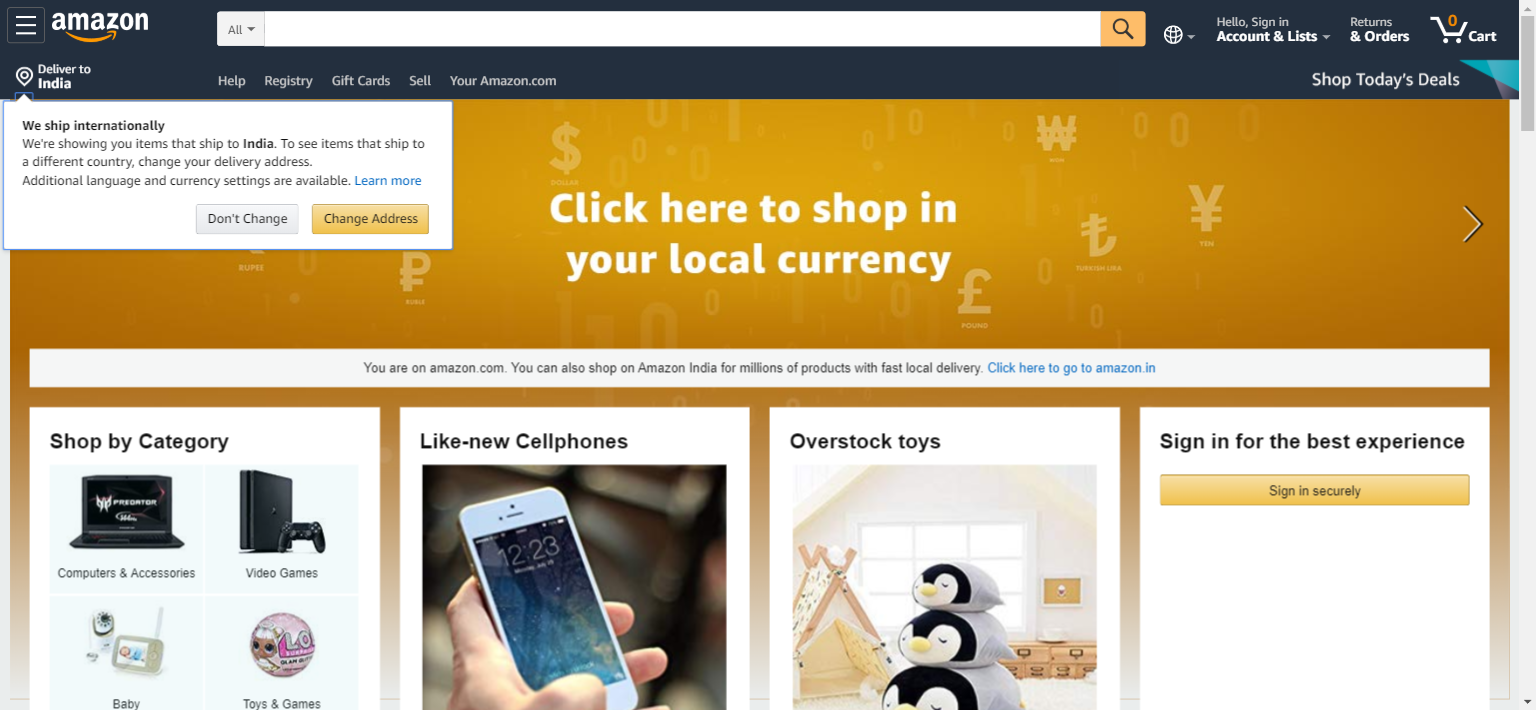 amazon
All
Hello, Sign in
Account & Lists
Returns
& Orders
0
Cart
Deliver to
India
Help
Registry
Gift Cards
Sell
Your Amazon.com
Shop Today's Deals
We ship internationally
We're showing you items that ship to India. To see items that ship to
a different country, change your delivery address.
Additional language and currency settings are available. Learn more
Don't Change
Change Address
$
DOLLAR
₩
WON
Click here to shop in
your local currency
¥
YEN
₺
TURKISH LIRA
RUPEE
₽
RUBLE
£
POUND
You are on amazon.com. You can also shop on Amazon India for millions of products with fast local delivery. Click here to go to amazon.in
Shop by Category
PREDATOR
Computers & Accessories
Video Games
L.O.L.
SURPRISE
Baby
Toys & Games
Like-new Cellphones
12:23
Overstock toys
Sign in for the best experience
Sign in securely